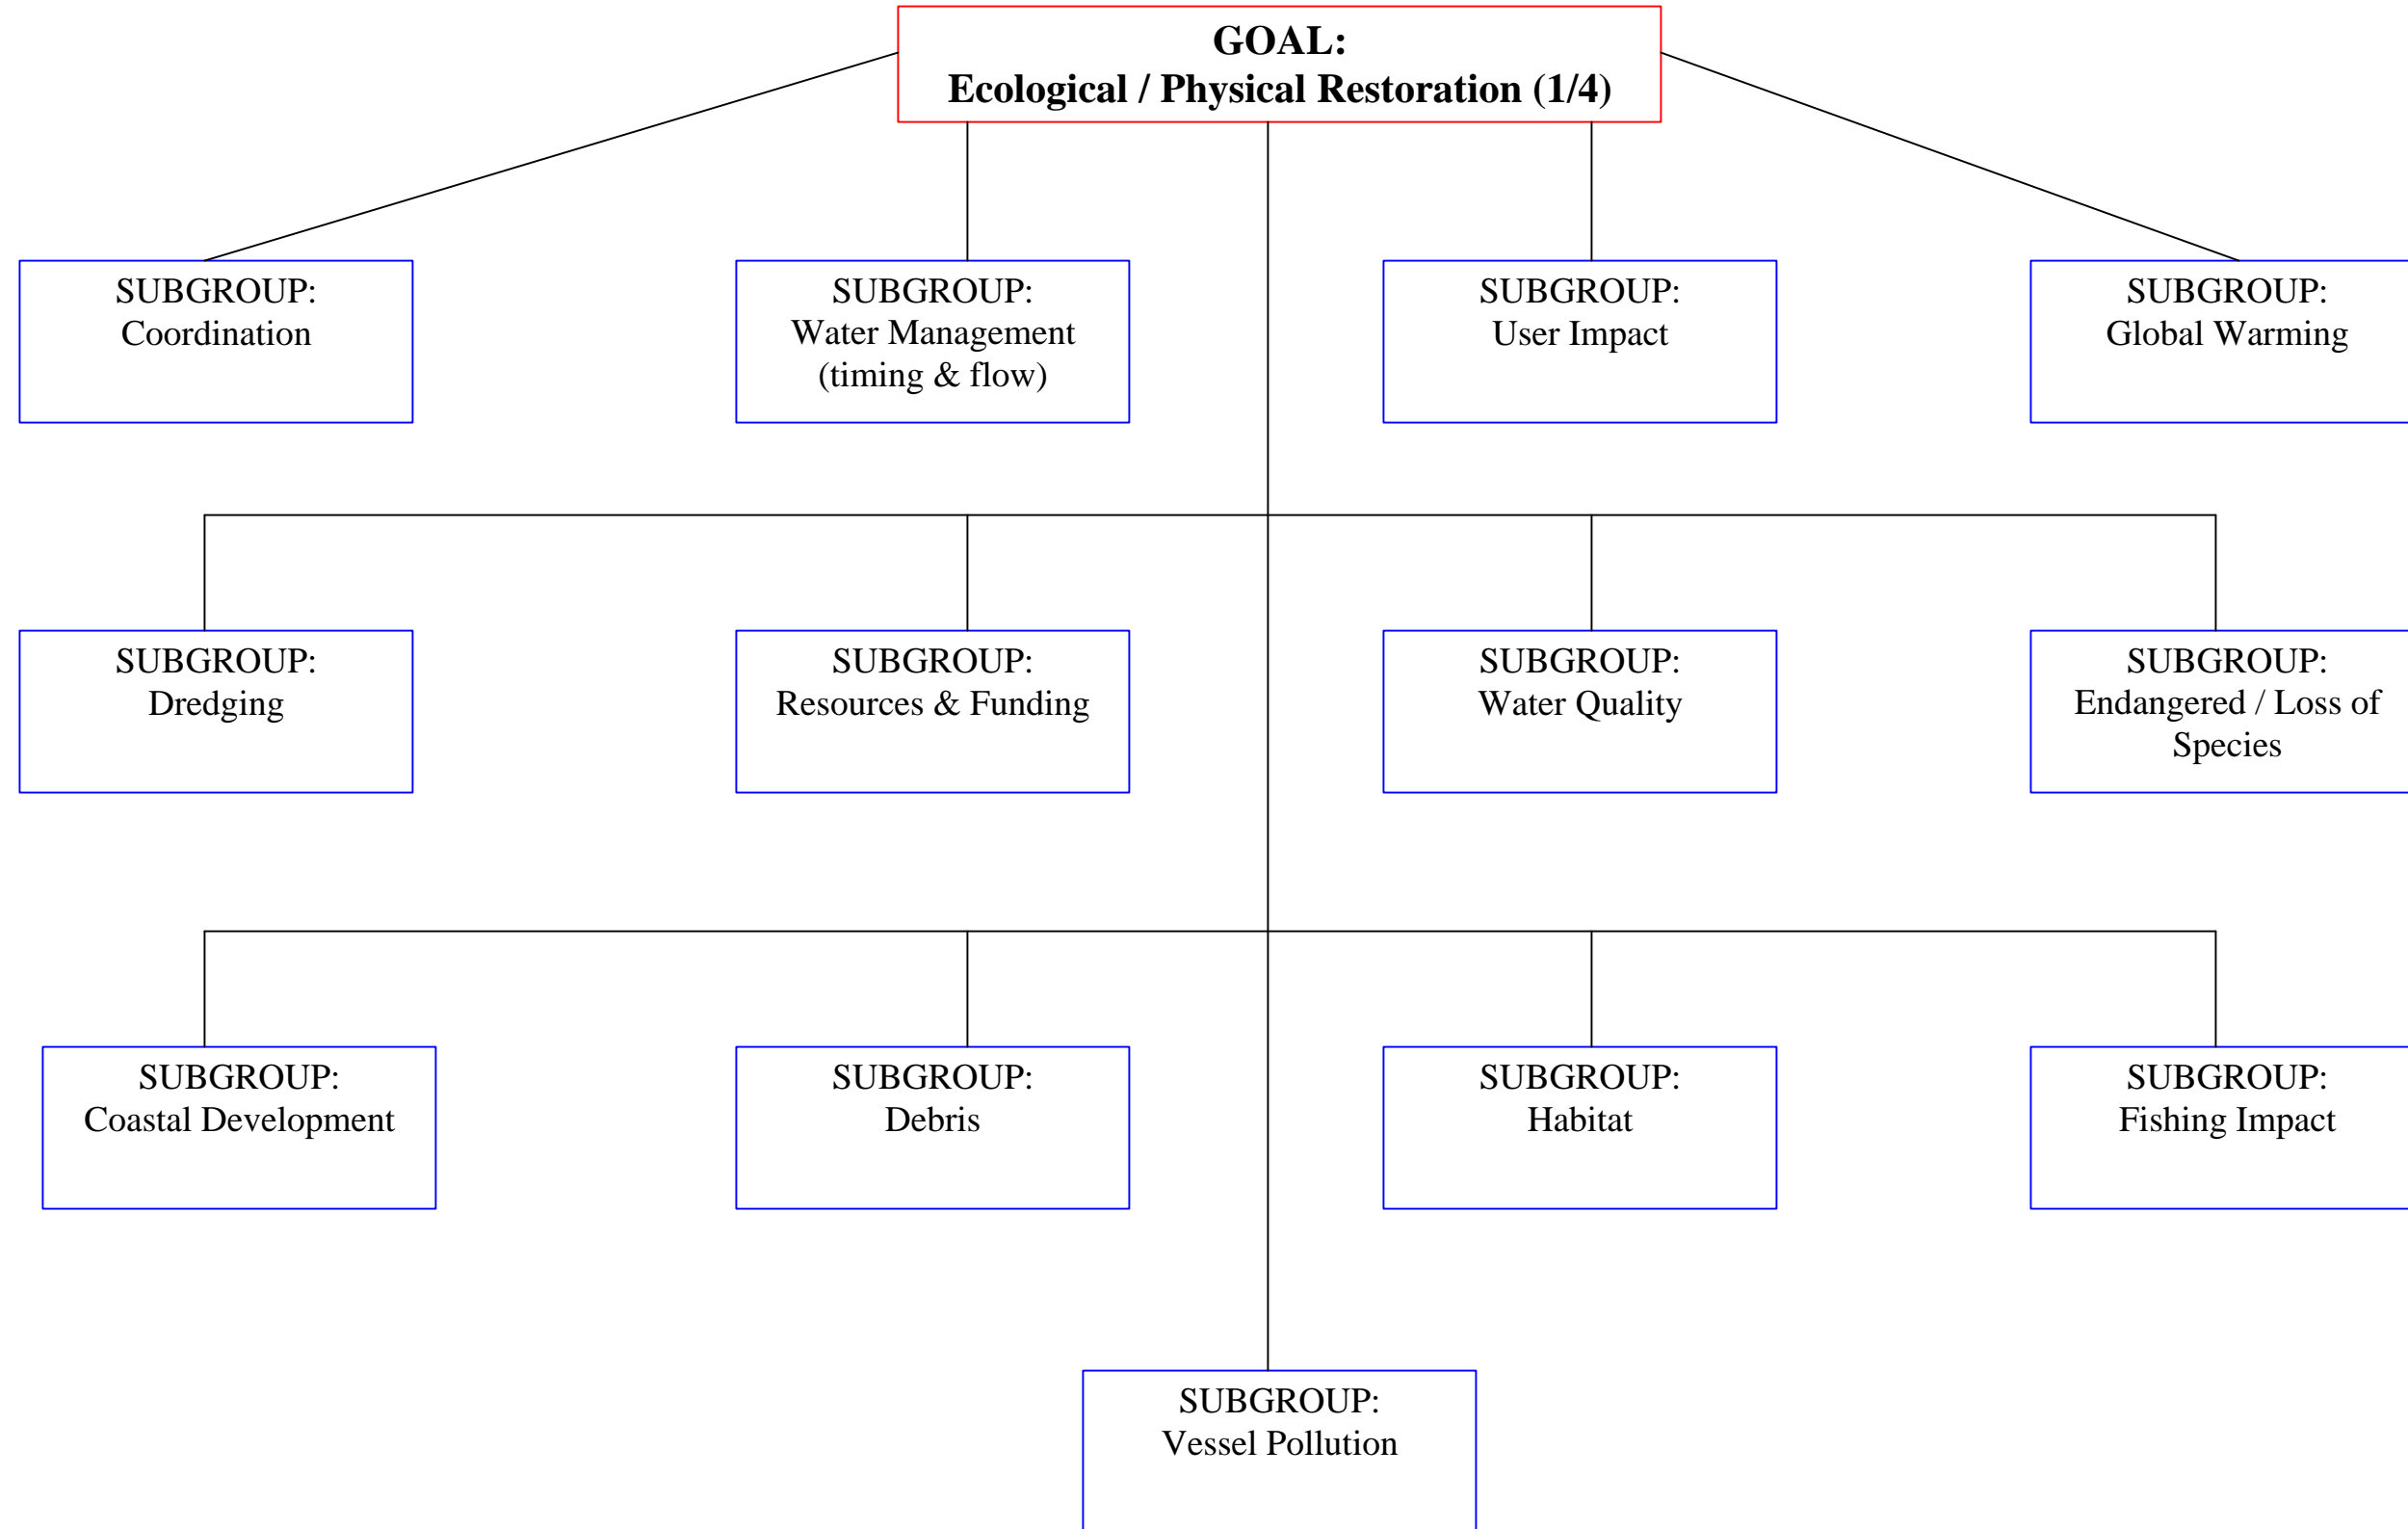 GOAL:
Ecological / Physical Restoration (1/4)
SUBGROUP:
Coordination
SUBGROUP:
Water Management
(timing & flow)
SUBGROUP:
User Impact
SUBGROUP:
Global Warming
SUBGROUP:
Dredging
SUBGROUP:
Resources & Funding
SUBGROUP:
Water Quality
SUBGROUP:
Endangered / Loss of
Species
SUBGROUP:
Coastal Development
SUBGROUP:
Debris
SUBGROUP:
Habitat
SUBGROUP:
Fishing Impact
SUBGROUP:
Vessel Pollution